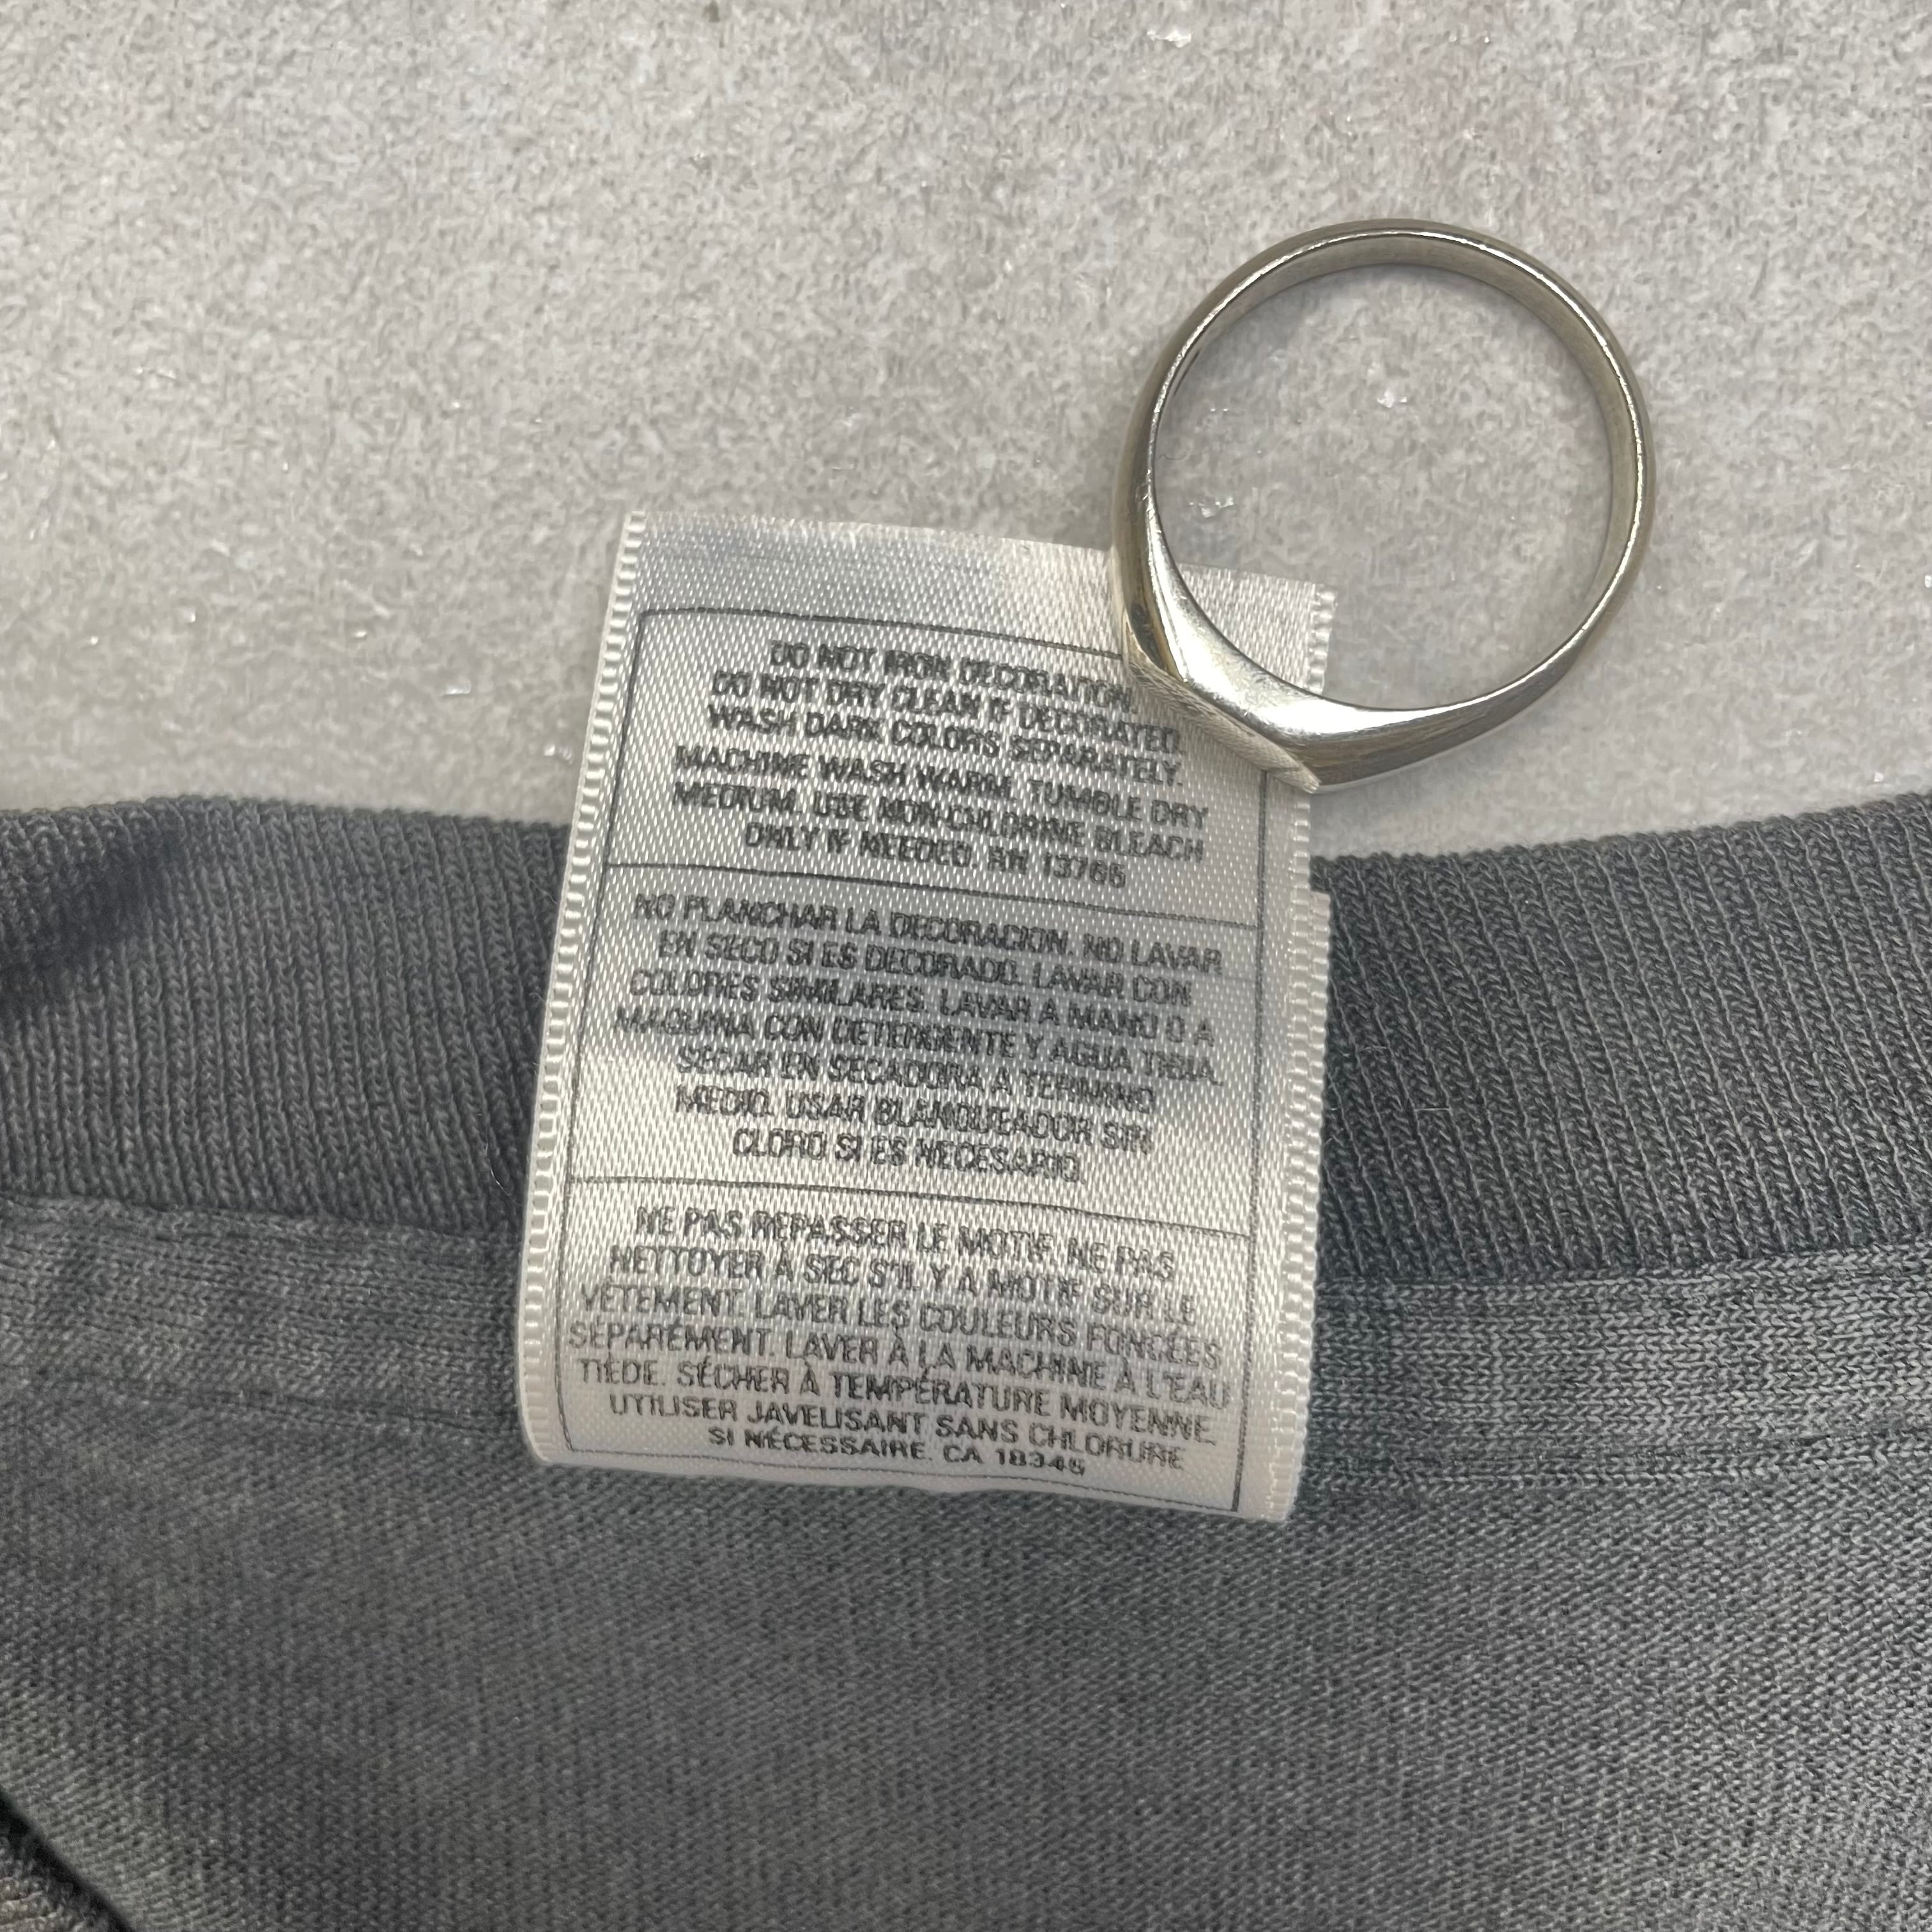 DO NOT IRON DECORATION.
DO NOT DRY CLEAN IF DECORATED.
WASH DARK COLORS SEPARATELY.
MACHINE WASH WARM. TUMBLE DRY
MEDIUM. USE NON-CHLORINE BLEACH
ONLY IF NEEDED. RN 13765
NO PLANCHAR LA DECORACION. NO LAVAR
EN SECO SI ES DECORADO. LAVAR CON
COLORES SIMILARES. LAVAR A MANO O A
MAQUINA CON DETERGENTE Y AGUA TIBIA.
SECAR EN SECADORA A TERMINO
MEDIO. USAR BLANQUEADOR SIN
CLORO SI ES NECESARIO.
NE PAS REPASSER LE MOTIF. NE PAS
NETTOYER À SEC S'IL Y A MOTIF SUR LE
VÊTEMENT. LAVER LES COULEURS FONCÉES
SÉPARÉMENT. LAVER À LA MACHINE À L'EAU
TIÈDE. SÉCHER À TEMPÉRATURE MOYENNE.
UTILISER JAVELISANT SANS CHLORURE
SI NÉCESSAIRE. CA 18345